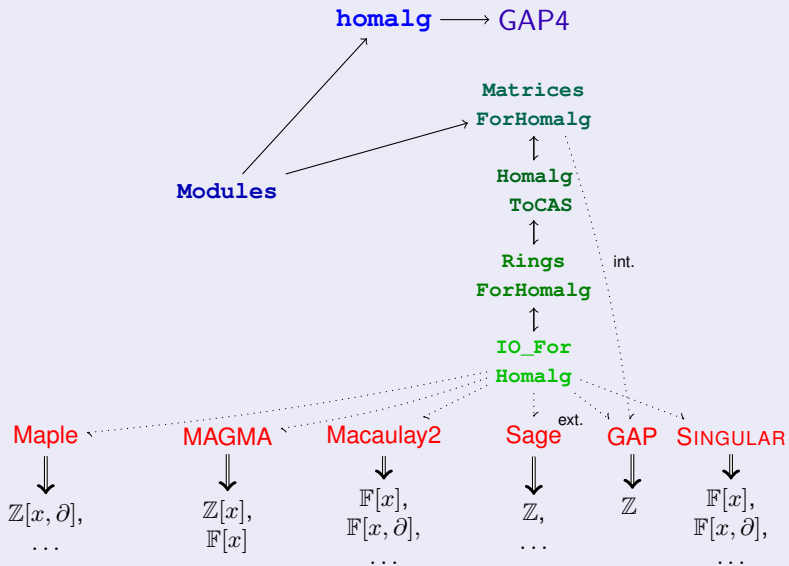 homalg GAP4
Matrices
ForHomalg
Homalg
ToCAS
Modules
Rings
ForHomalg
int.
IO_For
Homalg
ext.
Maple MAGMA Macaulay2 Sage GAP SINGULAR
ℤ[x, ∂], ℤ[x], 𝔽[x], ℤ, ℤ 𝔽[x],
... 𝔽[x] 𝔽[x, ∂], ... 𝔽[x, ∂],
... ...